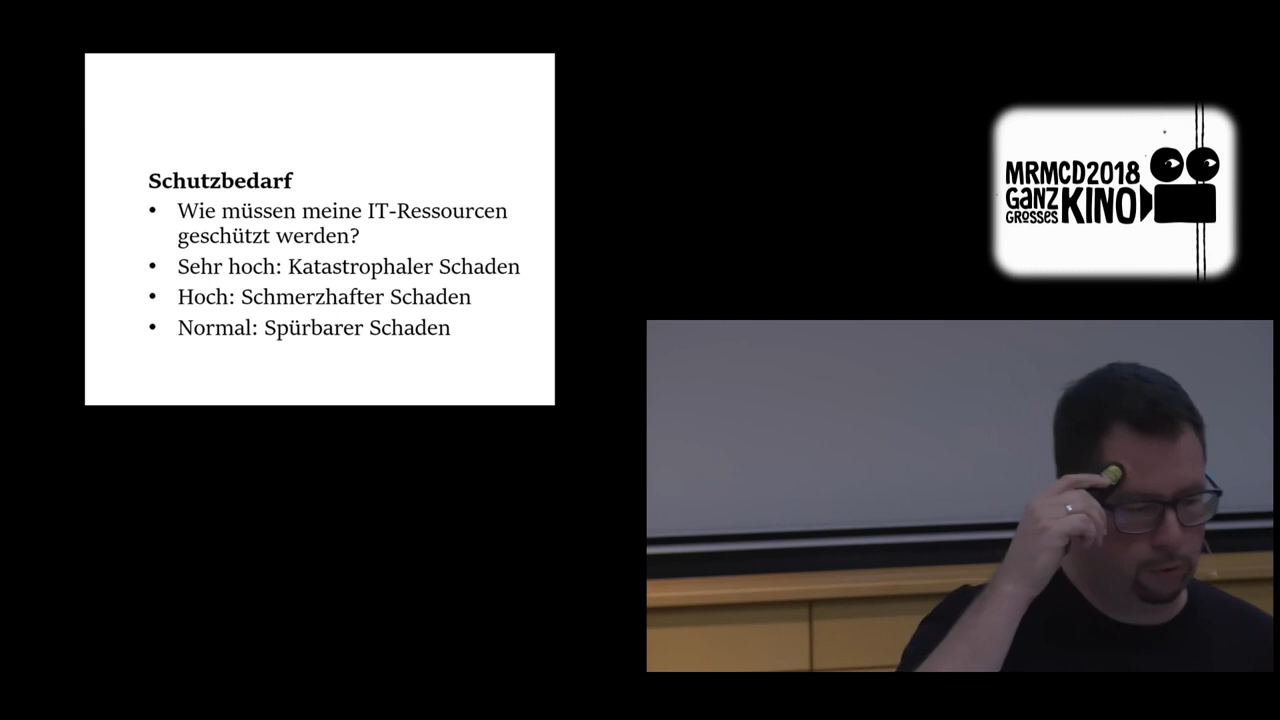 Schutzbedarf
• Wie müssen meine IT-Ressourcen
geschützt werden?
• Sehr hoch: Katastrophaler Schaden
• Hoch: Schmerzhafter Schaden
• Normal: Spürbarer Schaden
MRMCD2018
GANZ
GROSSES KINO